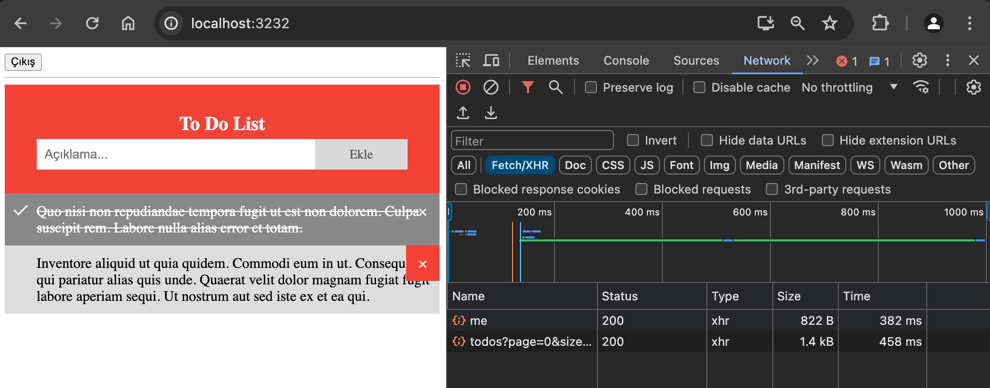 localhost:3232
Çıkış
To Do List
Açıklama...
Ekle
Quo nisi non repudiandae tempora fugit ut est non dolorem. Culpa
suscipit rem. Labore nulla alias error et totam.
Inventore aliquid ut quia quidem. Commodi eum in ut.
qui pariatur alias quis unde. Quaerat velit dolor magnam fugiat fugit
labore aperiam sequi. Ut nostrum aut sed iste ex et ea qui.
Elements Console Sources Network 1 1
Preserve log Disable cache No throttling
Filter Invert Hide data URLs Hide extension URLs
All Fetch/XHR Doc CSS JS Font Img Media Manifest WS Wasm Other
Blocked response cookies Blocked requests 3rd-party requests
200 ms 400 ms 600 ms 800 ms 1000 ms
Name Status Type Size Time
me 200 xhr 822 B 382 ms
todos?page=0&size... 200 xhr 1.4 kB 458 ms